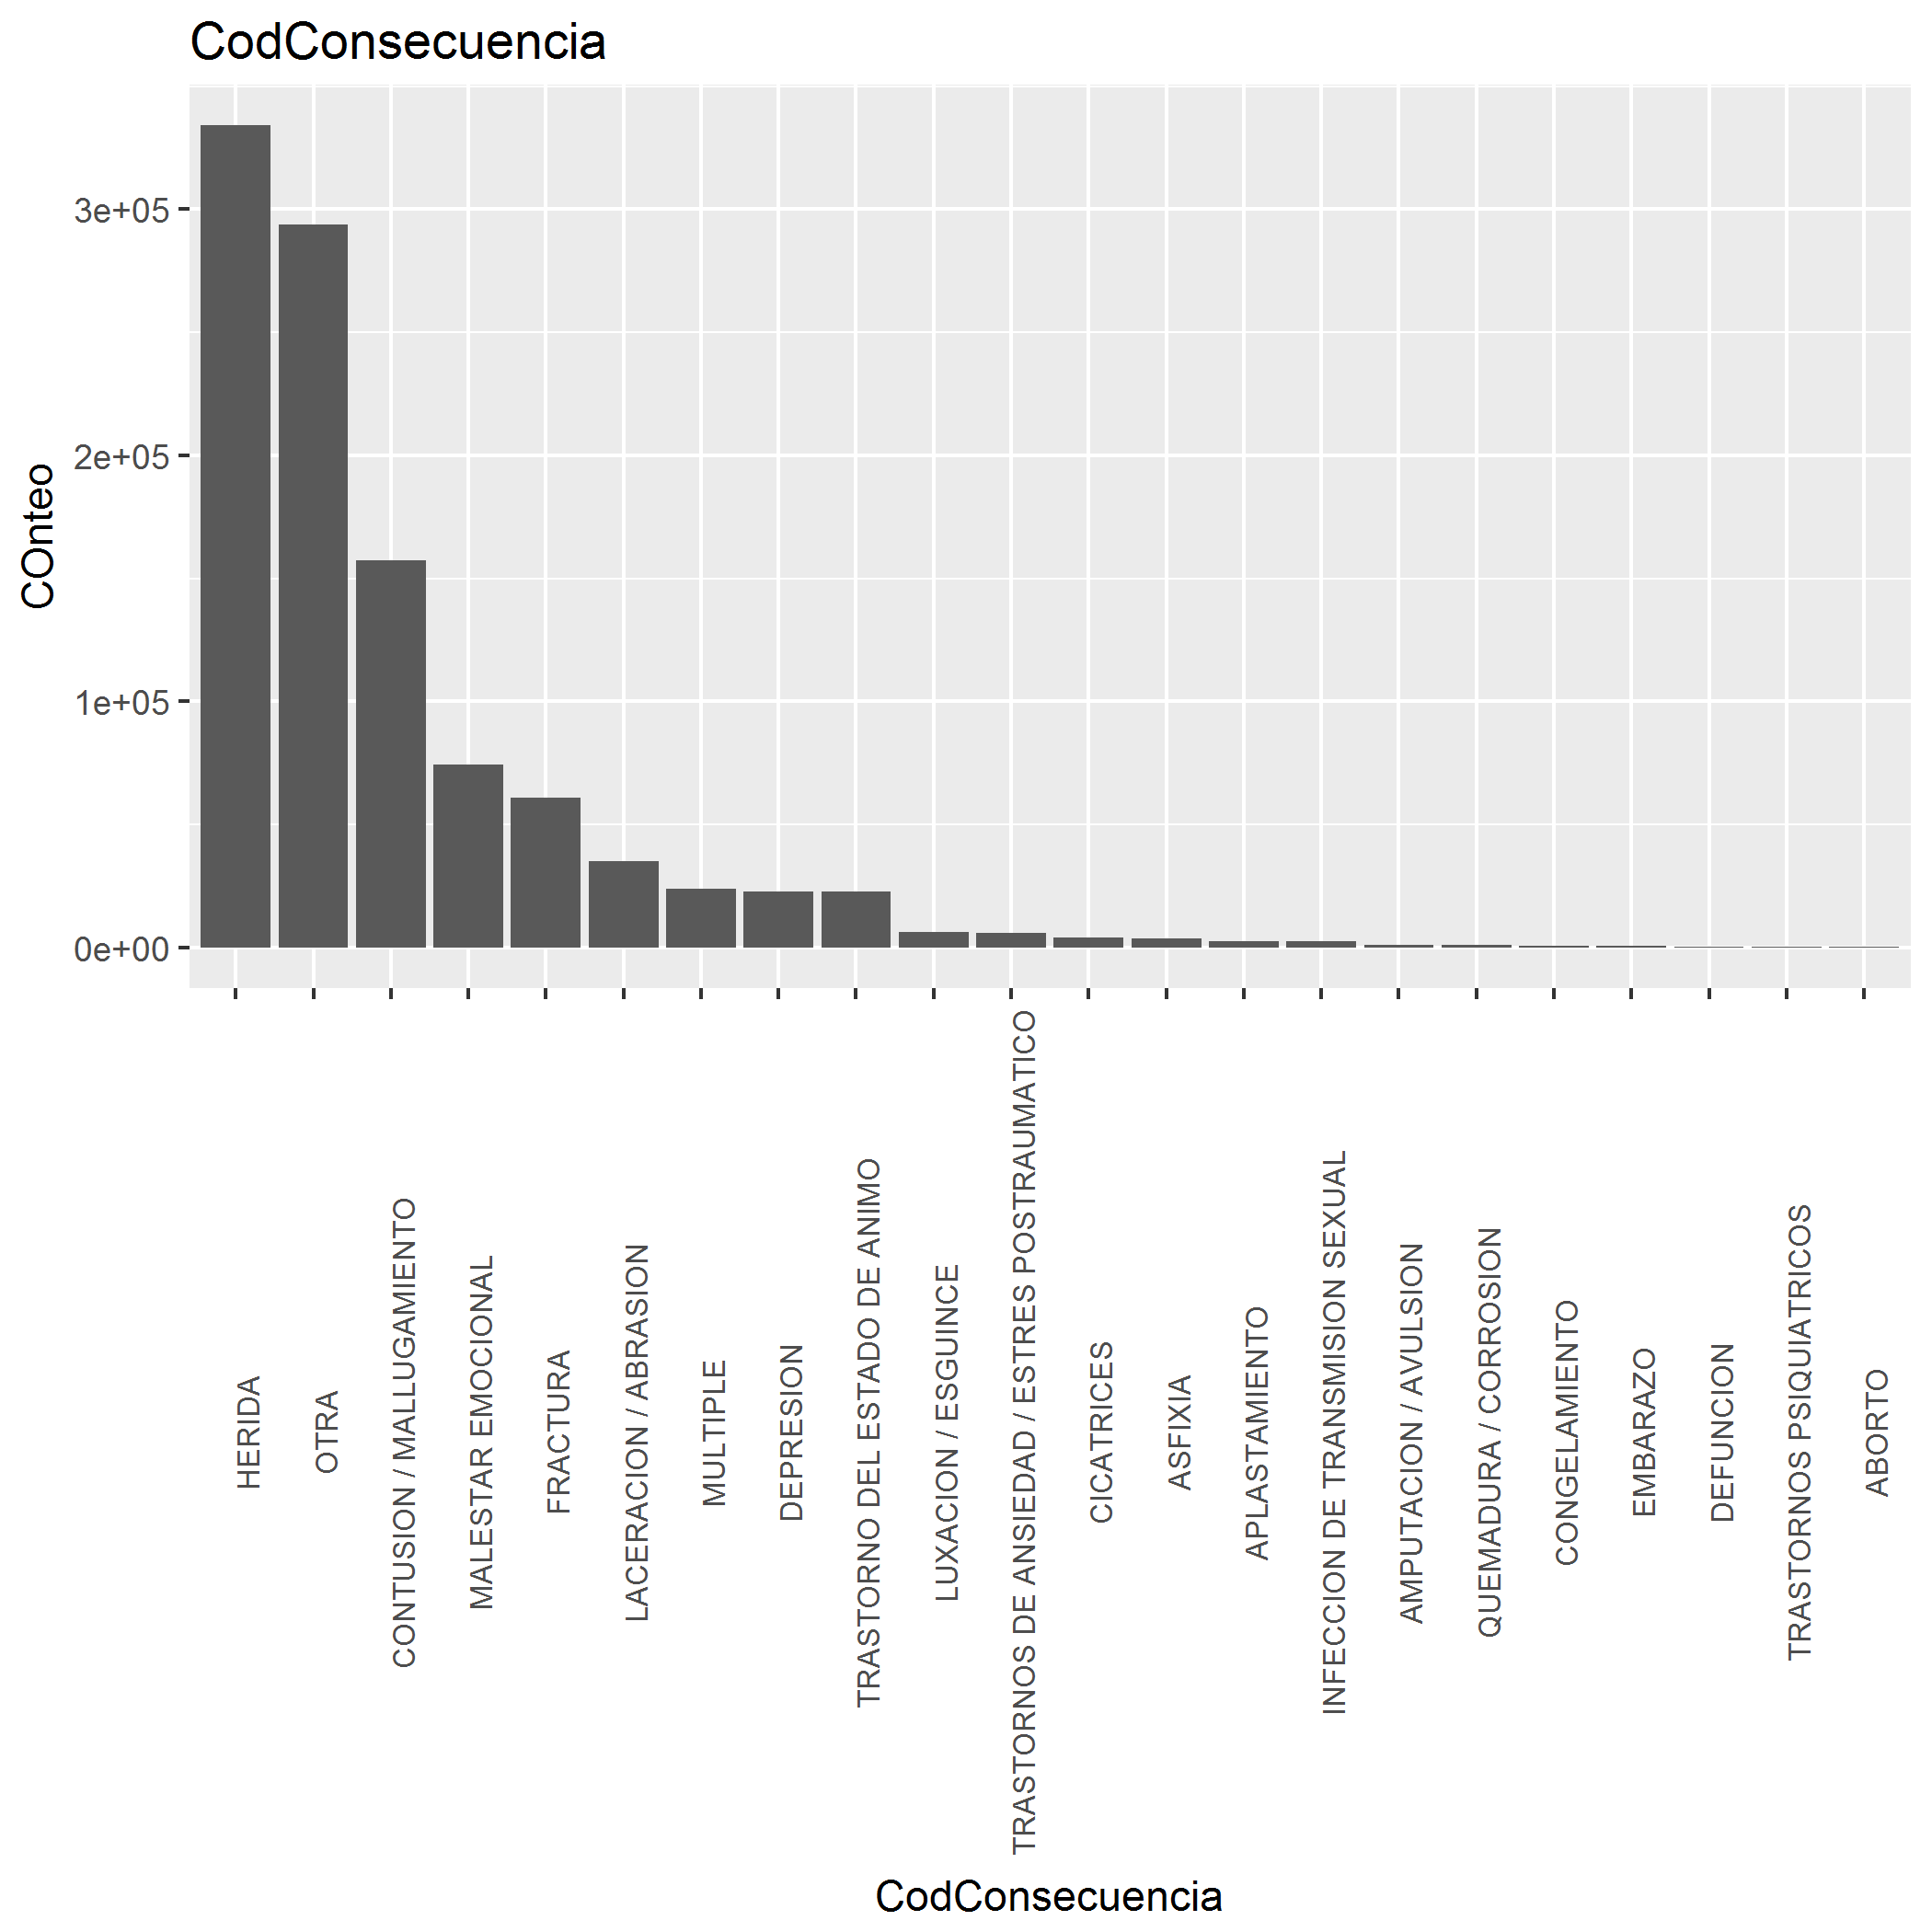 CodConsecuencia
COnteo
3e+05
2e+05
1e+05
0e+00
HERIDA
OTRA
CONTUSION / MALLUGAMIENTO
MALESTAR EMOCIONAL
FRACTURA
LACERACION / ABRASION
MULTIPLE
DEPRESION
TRASTORNO DEL ESTADO DE ANIMO
LUXACION / ESGUINCE
TRASTORNOS DE ANSIEDAD / ESTRES POSTRAUMATICO
CICATRICES
ASFIXIA
APLASTAMIENTO
INFECCION DE TRANSMISION SEXUAL
AMPUTACION / AVULSION
QUEMADURA / CORROSION
CONGELAMIENTO
EMBARAZO
DEFUNCION
TRASTORNOS PSIQUIATRICOS
ABORTO
CodConsecuencia